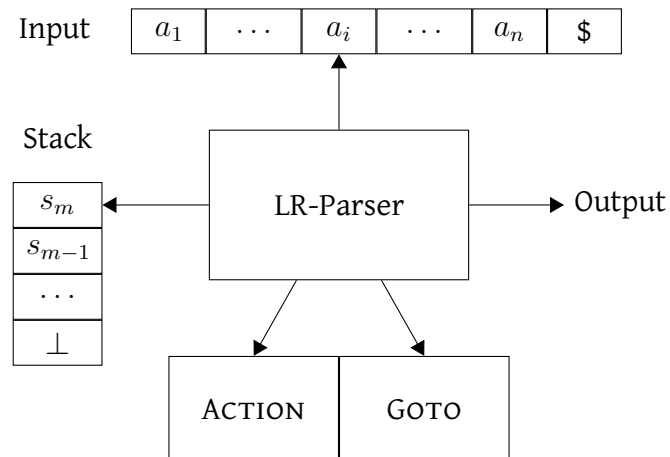 Input a₁ ⋯ aᵢ ⋯ aₙ $
Stack
LR-Parser
sₘ
Output
sₘ₋₁
⋯
⊥
ACTION GOTO